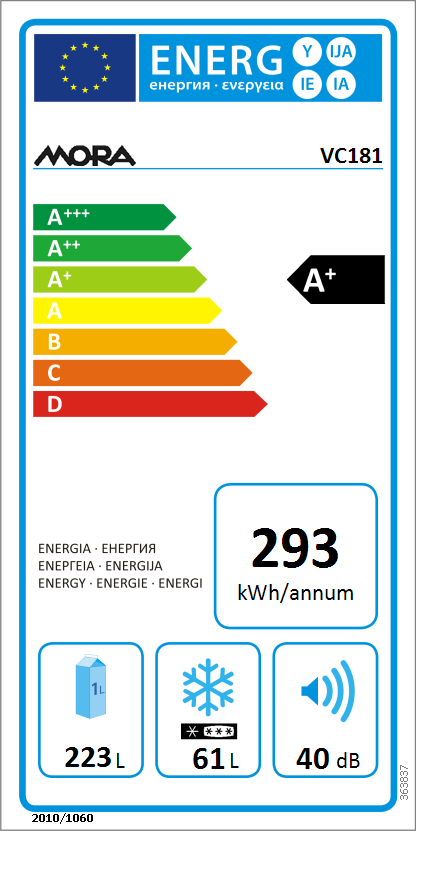 ENERG Y IJA
енергия · ενεργεια IE IA
MORA VC181
A+++
A++
A+ A+
A
B
C
D
ENERGIA · ЕНЕРГИЯ
ΕΝΕΡΓΕΙΑ · ENERGIJA
ENERGY · ENERGIE · ENERGI
293
kWh/annum
1L
223 L 61 L 40 dB
363837
2010/1060